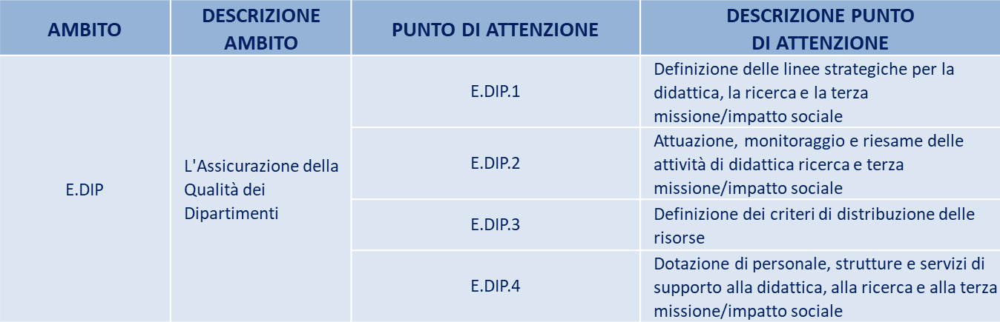 AMBITO
DESCRIZIONE
AMBITO
PUNTO DI ATTENZIONE
DESCRIZIONE PUNTO
DI ATTENZIONE
E.DIP
L'Assicurazione della
Qualità dei
Dipartimenti
E.DIP.1
Definizione delle linee strategiche per la
didattica, la ricerca e la terza
missione/impatto sociale
E.DIP.2
Attuazione, monitoraggio e riesame delle
attività di didattica ricerca e terza
missione/impatto sociale
E.DIP.3
Definizione dei criteri di distribuzione delle
risorse
E.DIP.4
Dotazione di personale, strutture e servizi di
supporto alla didattica, alla ricerca e alla terza
missione/impatto sociale